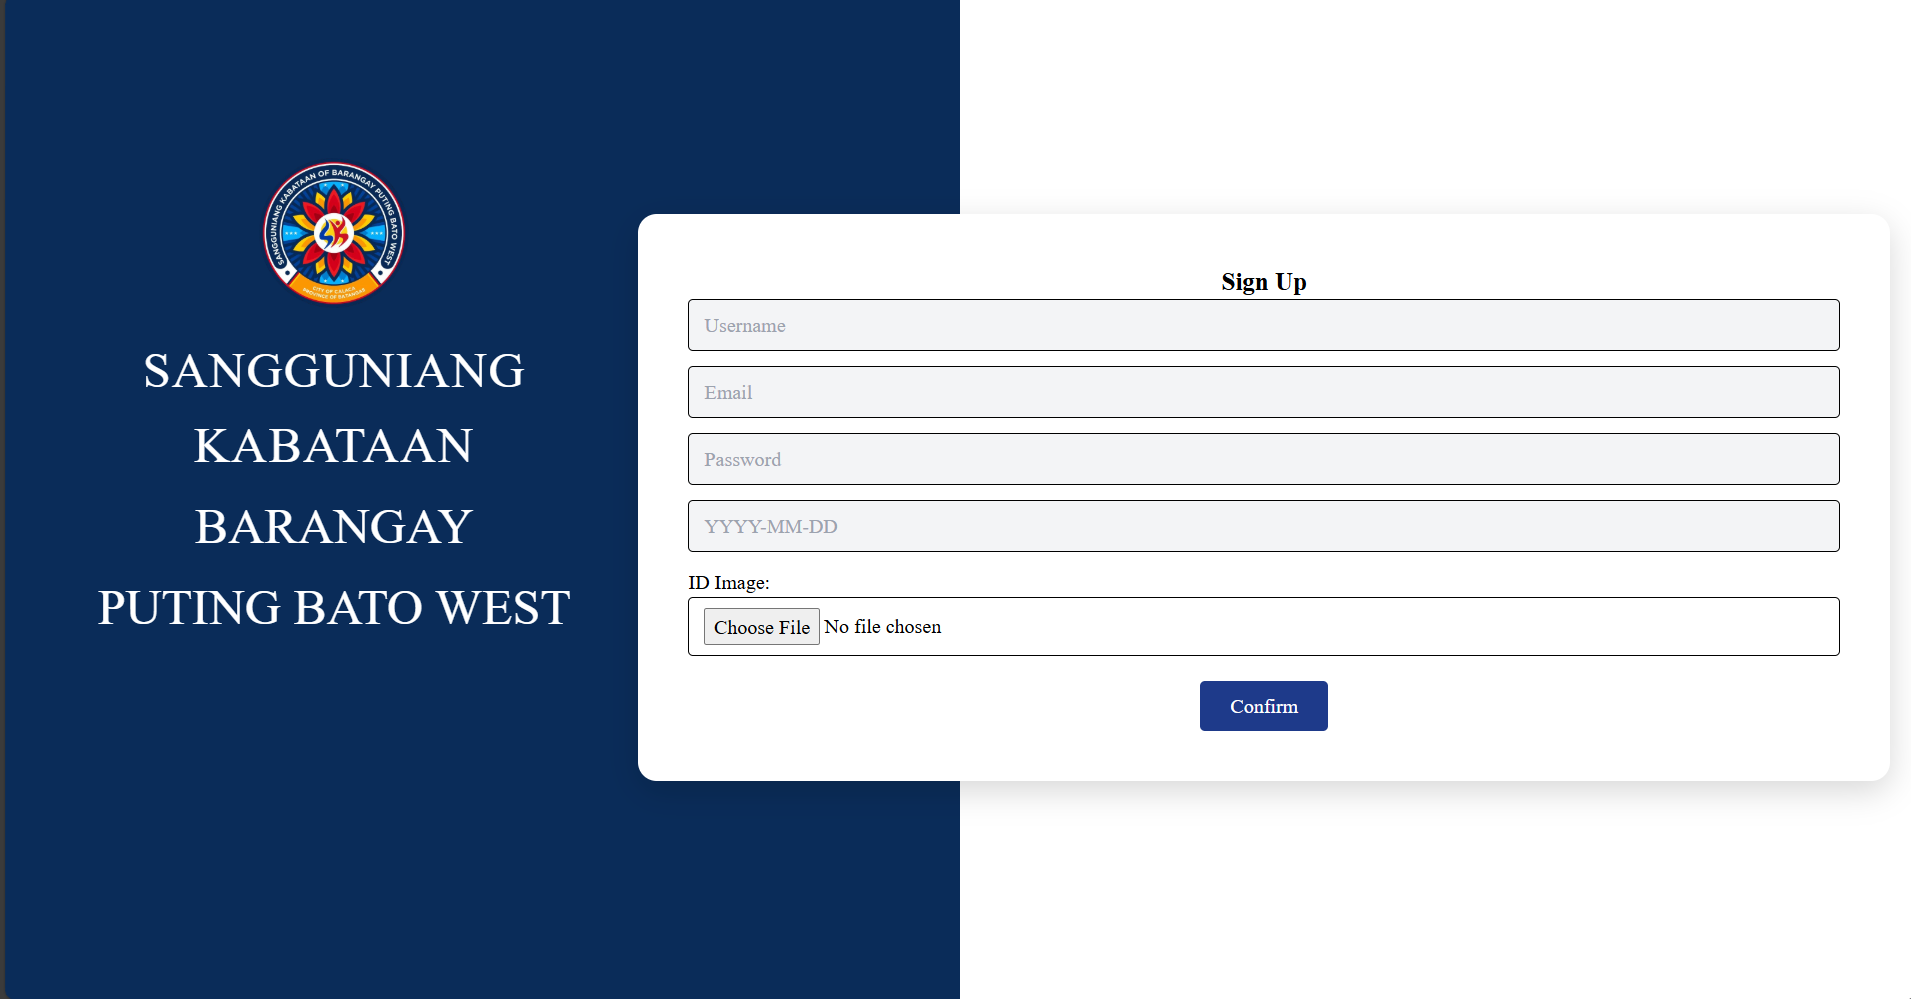 SANGGUNIANG KABATAAN OF BARANGAY PUTING BATO WEST
CITY OF CALACA
PROVINCE OF BATANGAS
SANGGUNIANG
KABATAAN
BARANGAY
PUTING BATO WEST
Sign Up
Username
Email
Password
YYYY-MM-DD
ID Image:
Choose File No file chosen
Confirm